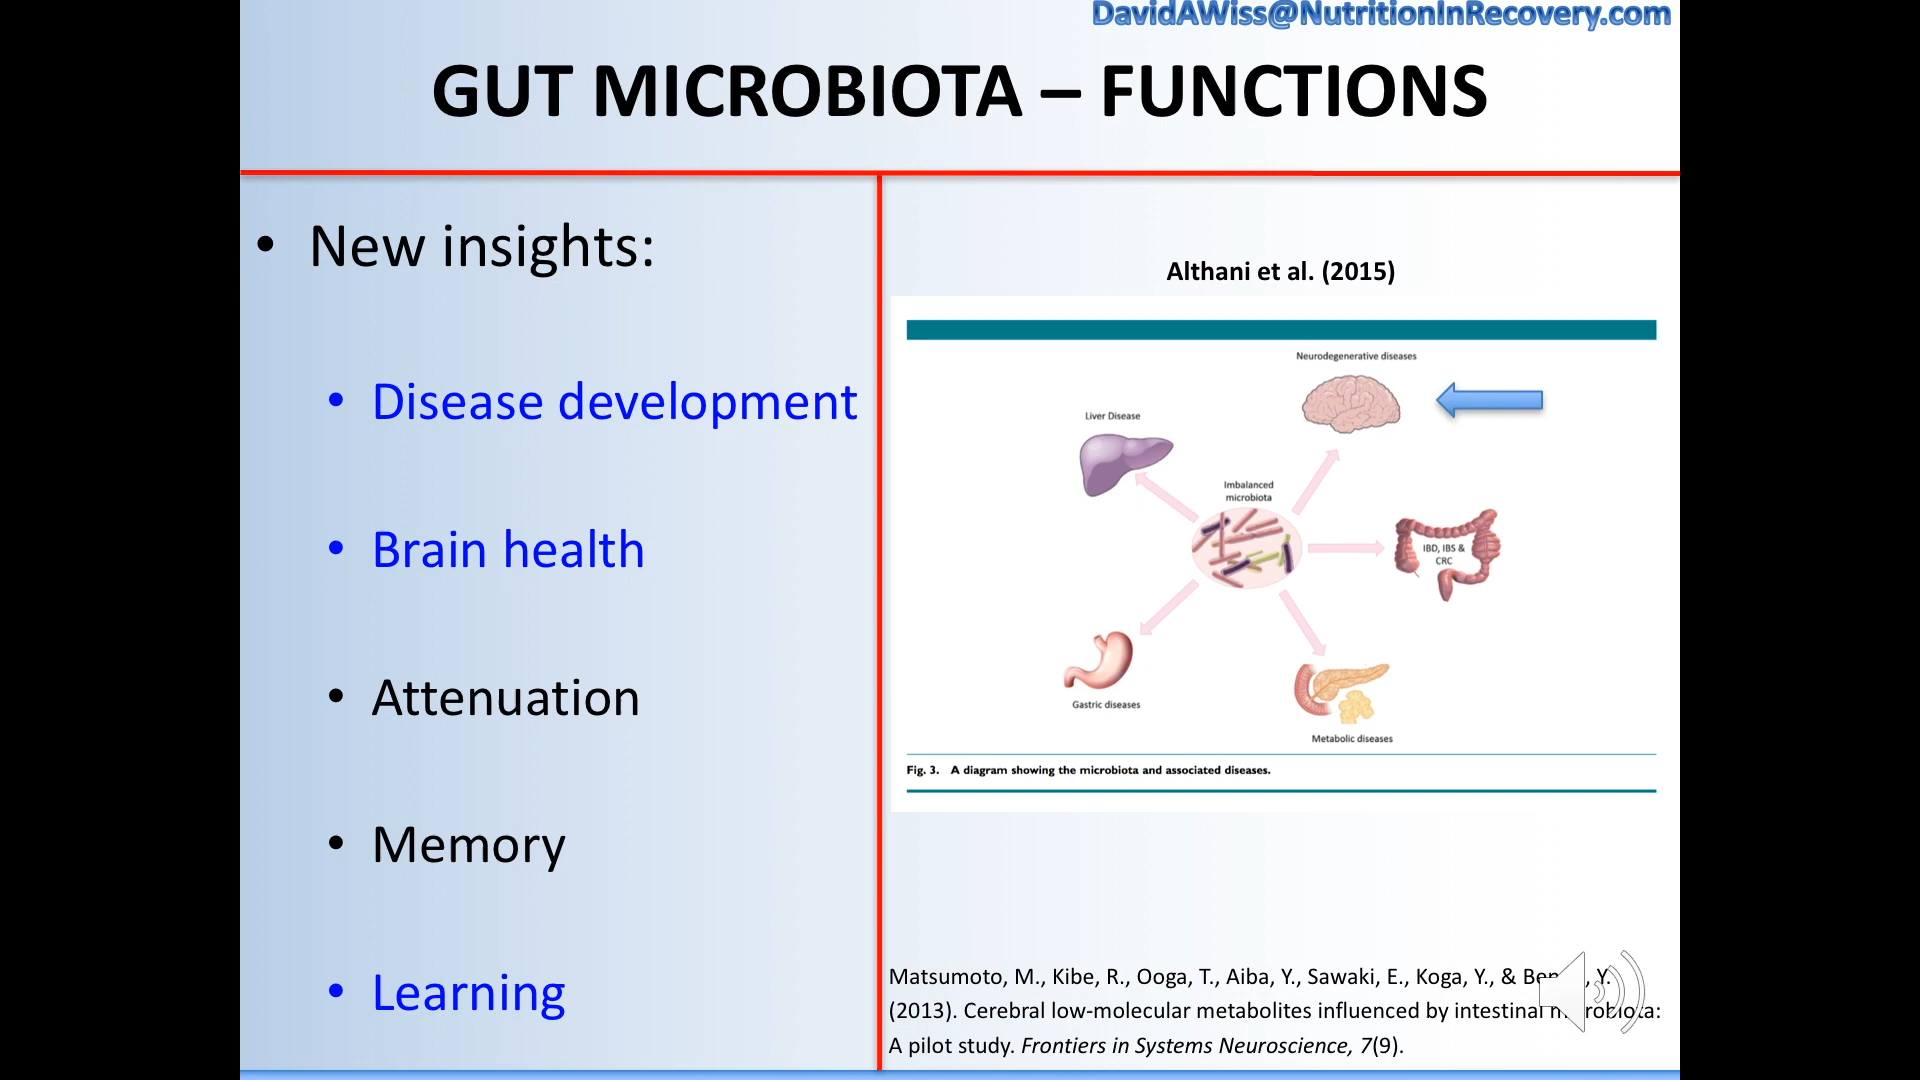 DavidAWiss@NutritionInRecovery.com
GUT MICROBIOTA – FUNCTIONS
• New insights:
• Disease development
• Brain health
• Attenuation
• Memory
• Learning
Althani et al. (2015)
Neurodegenerative diseases
Liver Disease
Imbalanced
microbiota
IBD, IBS &
CRC
Gastric diseases
Metabolic diseases
Fig. 3. A diagram showing the microbiota and associated diseases.
Matsumoto, M., Kibe, R., Ooga, T., Aiba, Y., Sawaki, E., Koga, Y., & Y.
(2013). Cerebral low-molecular metabolites influenced by intestinal microbiota:
A pilot study. Frontiers in Systems Neuroscience, 7(9).